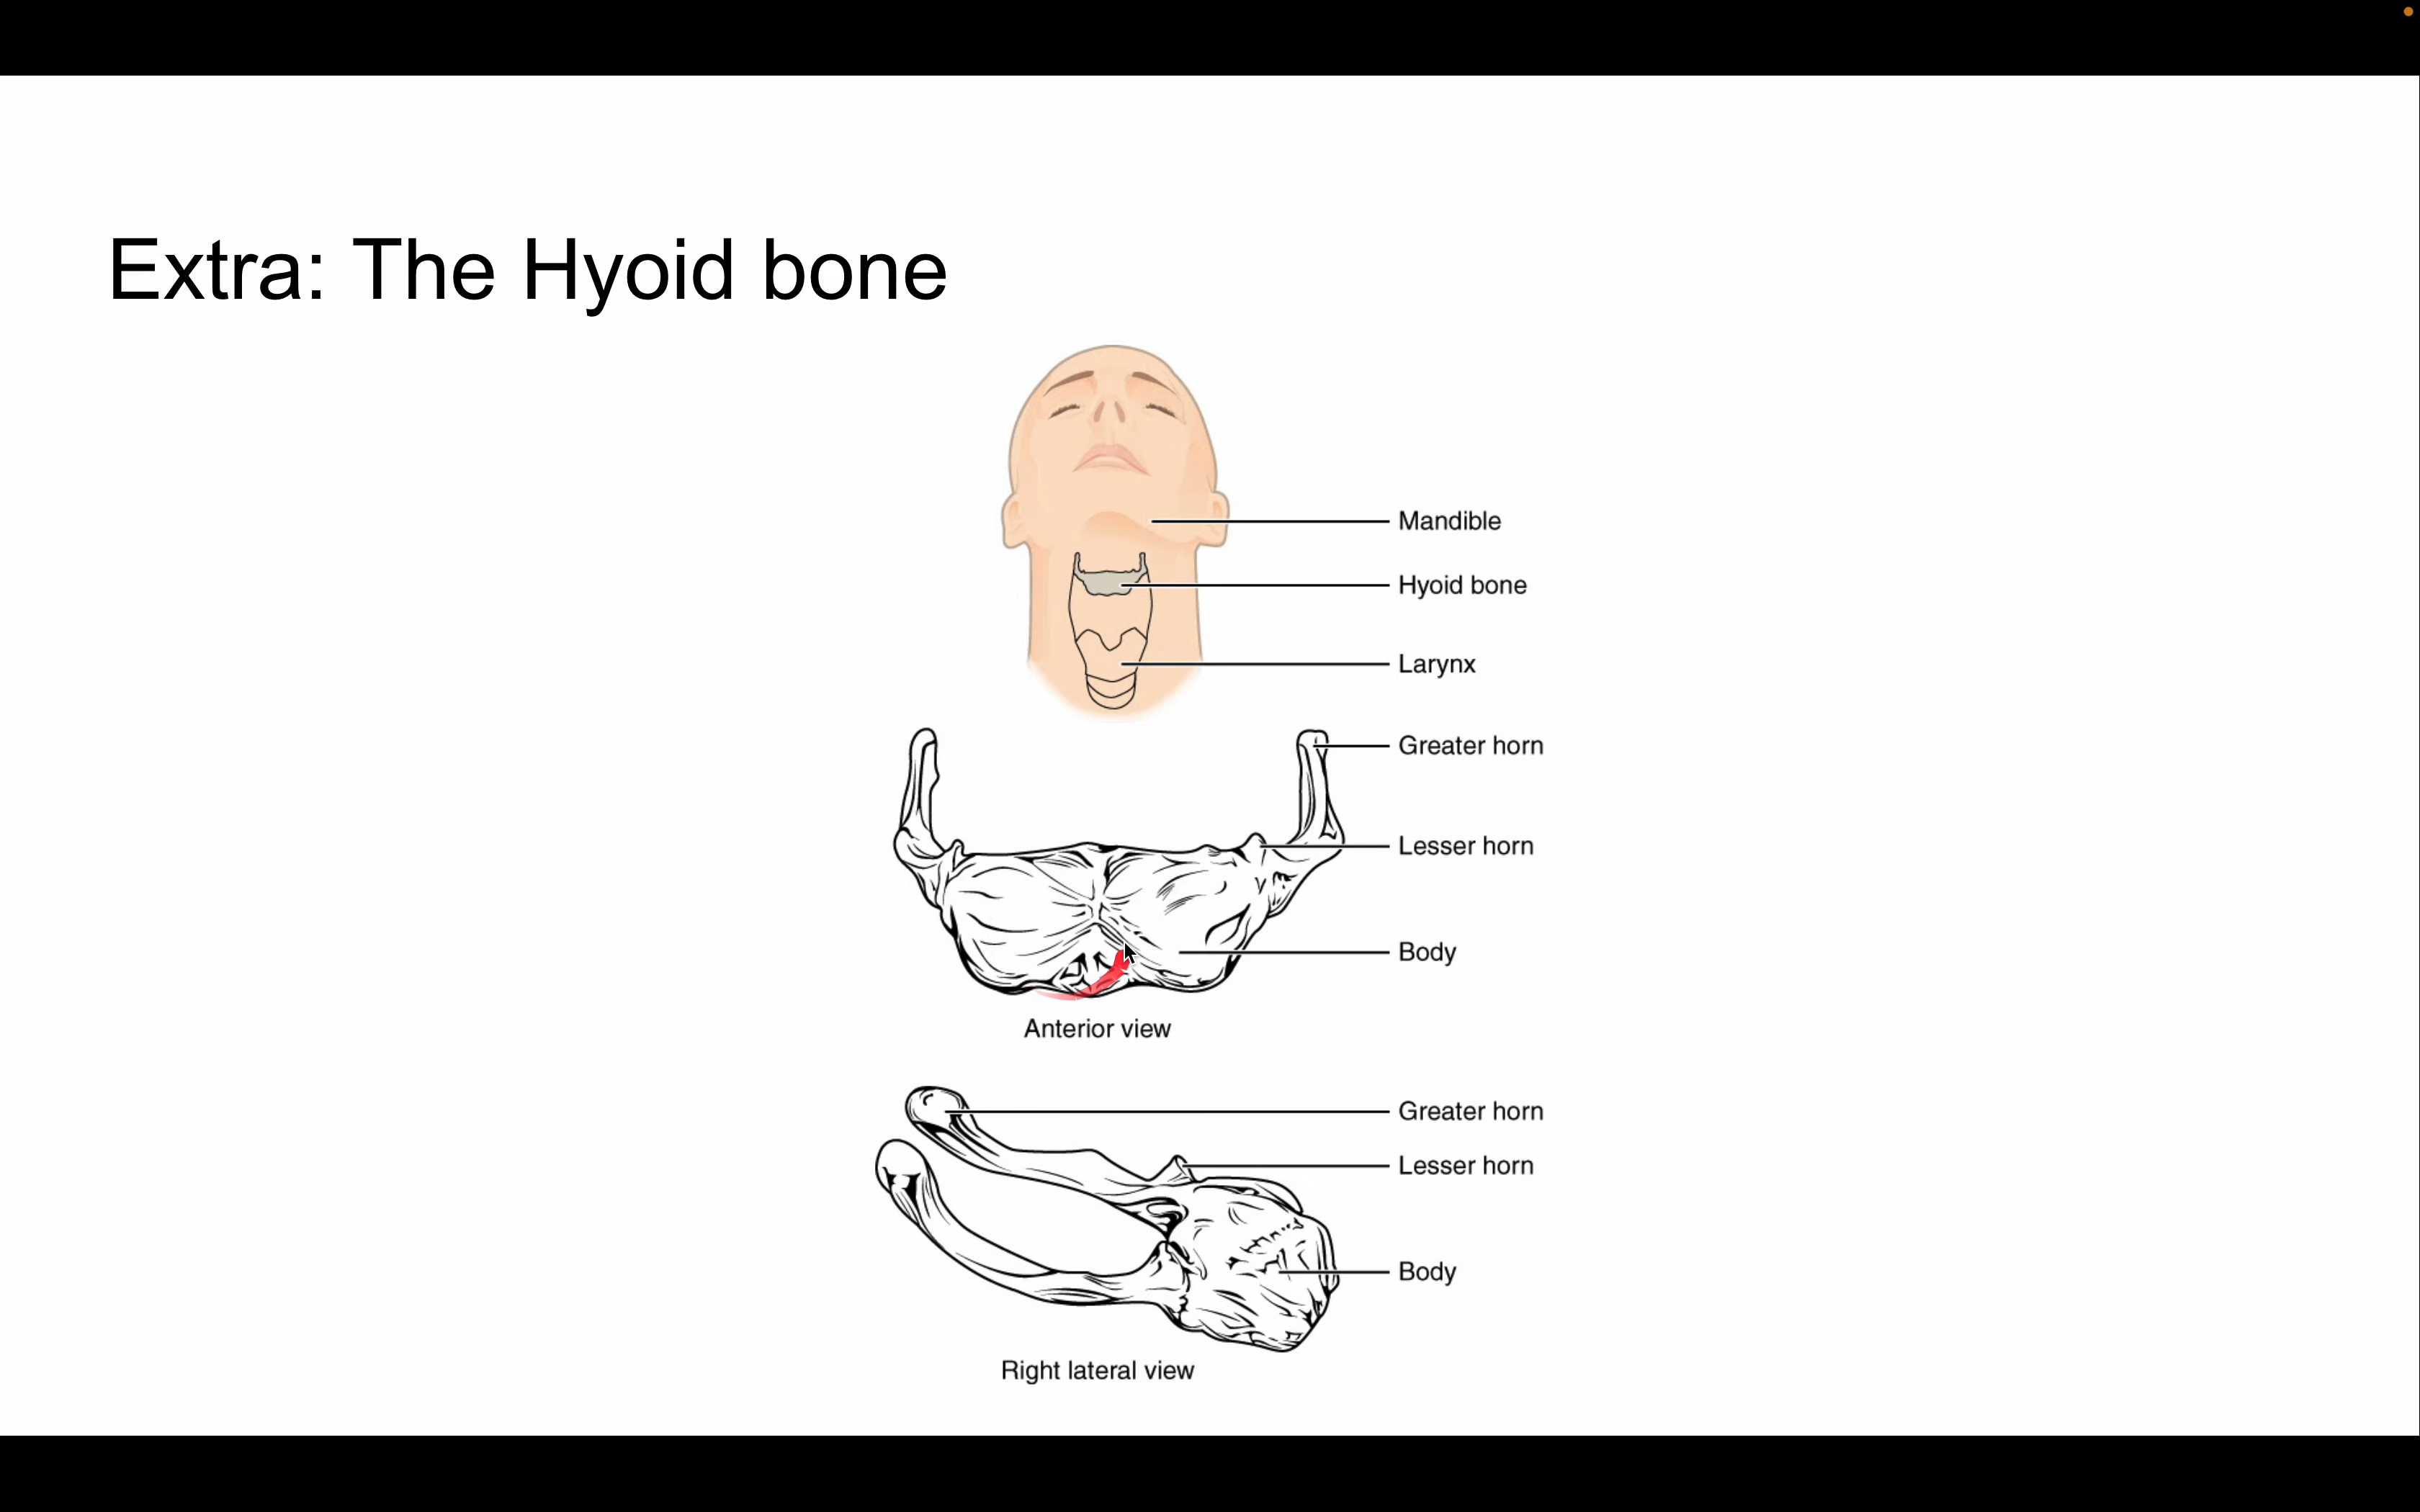 Extra: The Hyoid bone
Mandible
Hyoid bone
Larynx
Greater horn
Lesser horn
Body
Anterior view
Greater horn
Lesser horn
Body
Right lateral view